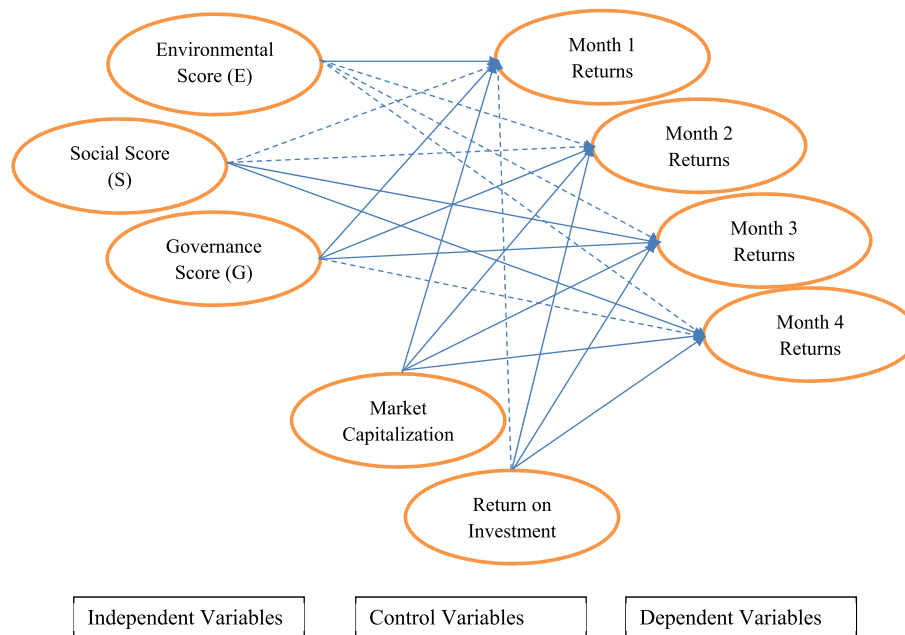 Environmental
Score (E)
Month 1
Returns
Social Score
(S)
Month 2
Returns
Governance
Score (G)
Month 3
Returns
Month 4
Returns
Market
Capitalization
Return on
Investment
Independent Variables
Control Variables
Dependent Variables